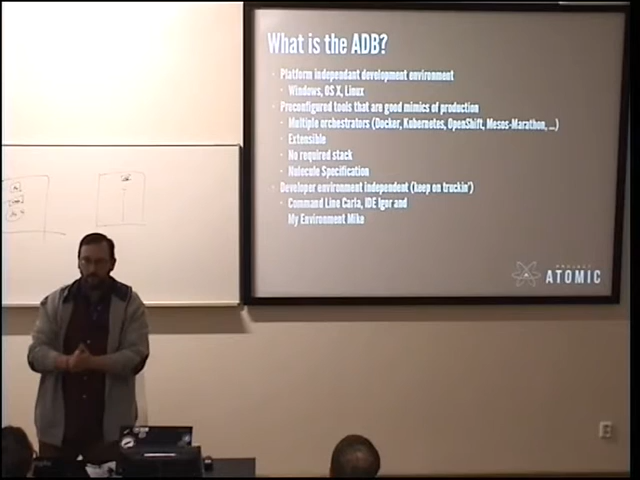 What is the ADB?
Platform independant development environment
Windows, OS X, Linux
Preconfigured tools that are good mimics of production
Multiple orchestrators (Docker, Kubernetes, OpenShift, Mesos-Marathon, ...)
Extensible
No required stack
Nulecule Specification
Developer environment independent (keep on truckin')
Command Line Carla, IDE Igor and
My Environment Mike
PROJECT
ATOMIC